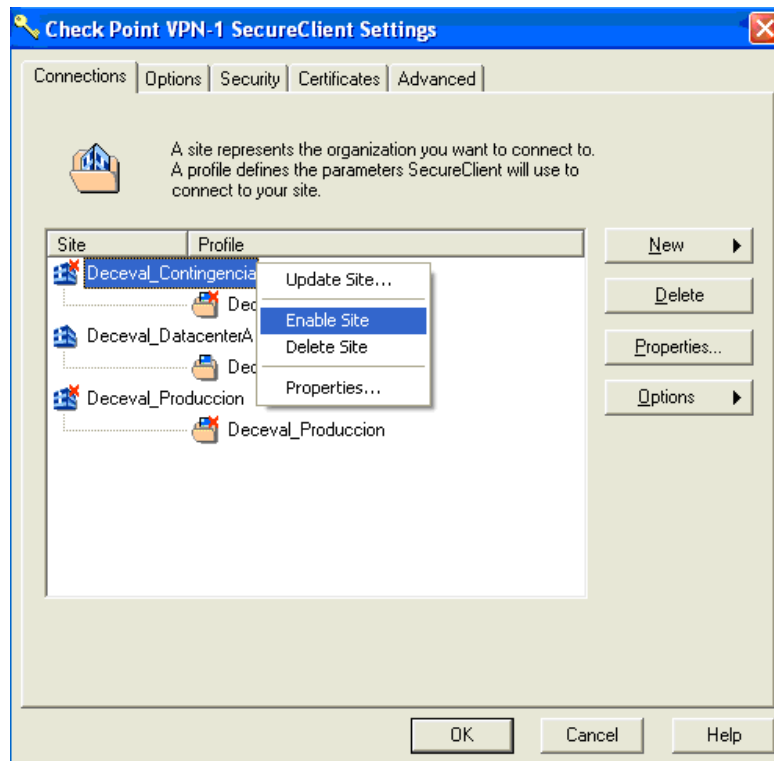 Check Point VPN-1 SecureClient Settings
Connections Options Security Certificates Advanced
A site represents the organization you want to connect to.
A profile defines the parameters SecureClient will use to
connect to your site.
Site Profile
New
Deceval_Contingencia
Update Site...
Dec
Delete
Enable Site
Deceval_DatacenterA
Delete Site
Properties...
Dec
Properties...
Deceval_Produccion
Options
Deceval_Produccion
OK Cancel Help